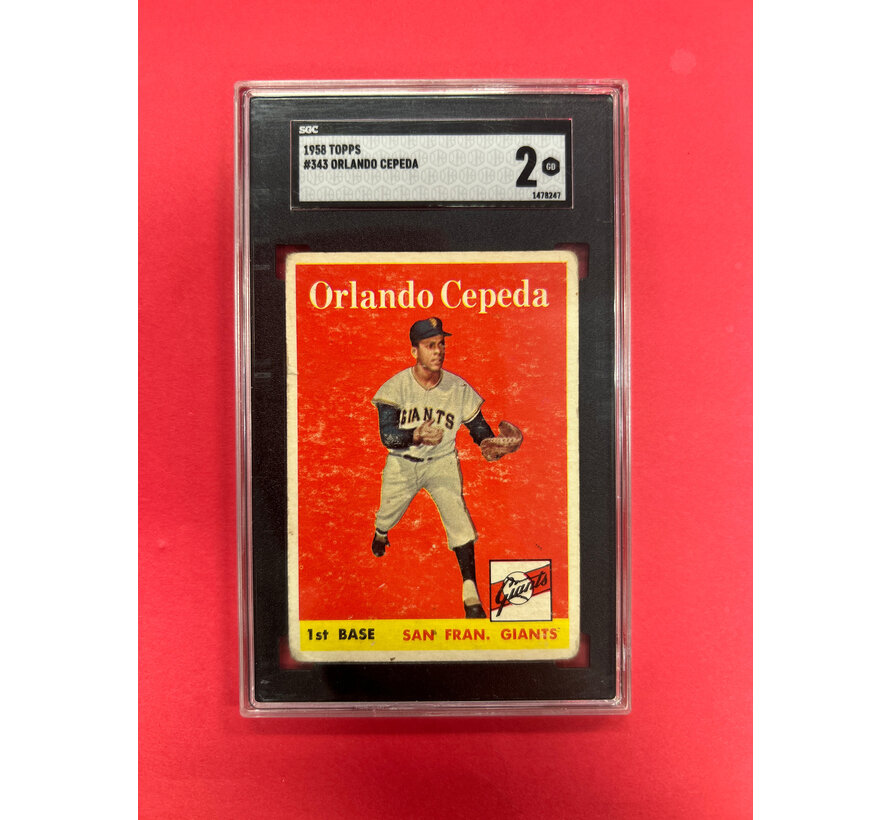 SGC
1958 TOPPS
#343 ORLANDO CEPEDA
2 GD
1478247
Orlando Cepeda
GIANTS
Giants
1st BASE SAN FRAN. GIANTS